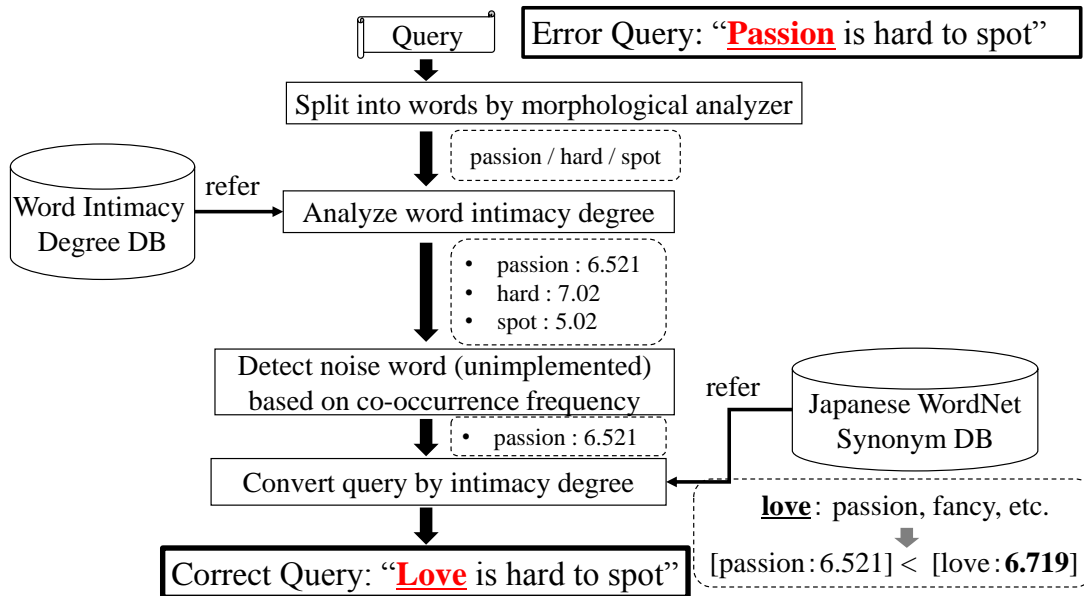 Query
Error Query: “Passion is hard to spot”
Split into words by morphological analyzer
passion / hard / spot
Word Intimacy
Degree DB
refer
Analyze word intimacy degree
• passion : 6.521
• hard : 7.02
• spot : 5.02
Detect noise word (unimplemented)
based on co-occurrence frequency
refer
Japanese WordNet
Synonym DB
• passion : 6.521
Convert query by intimacy degree
love: passion, fancy, etc.
[passion:6.521] < [love:6.719]
Correct Query: “Love is hard to spot”